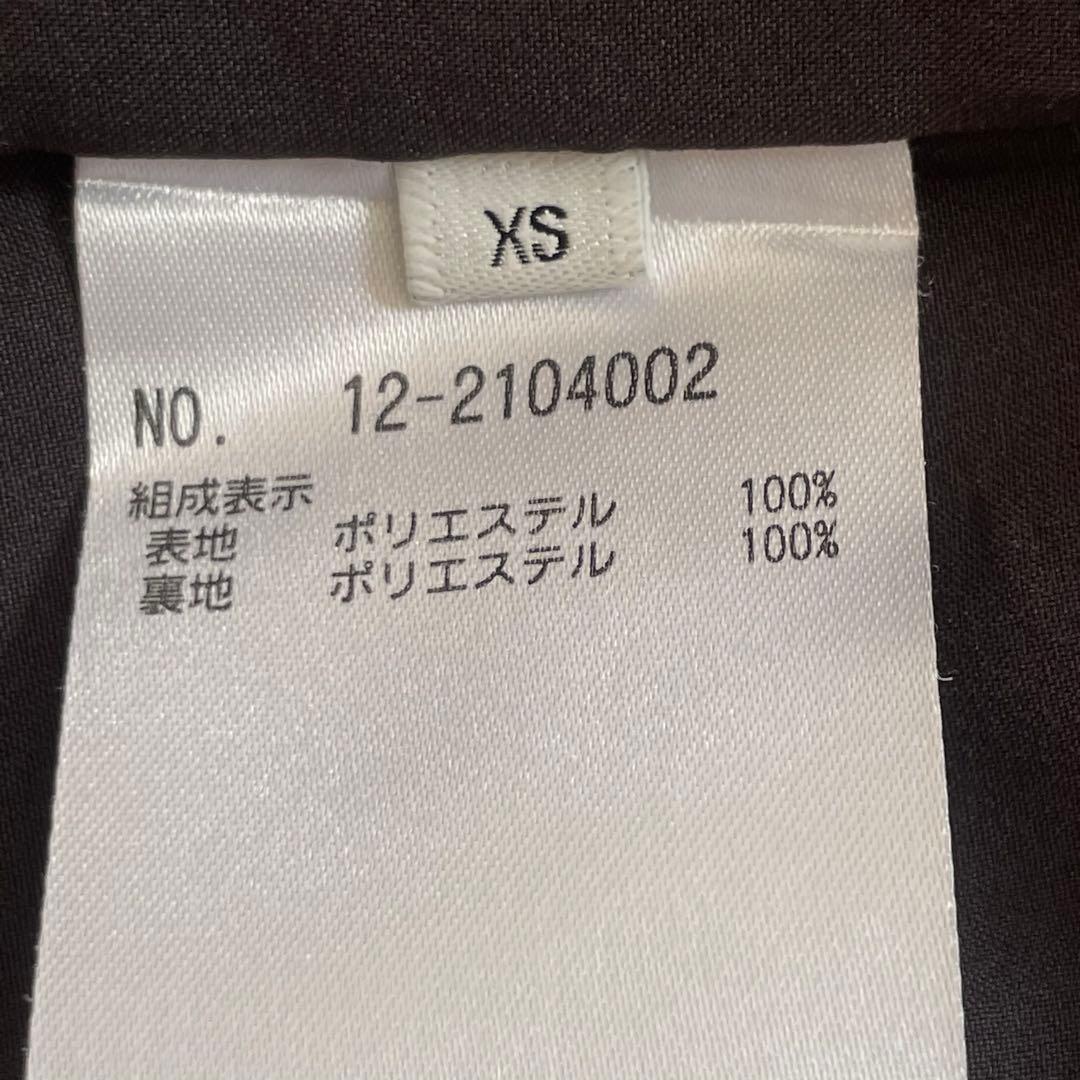 XS
NO. 12-2104002
組成表示
表地 ポリエステル 100%
裏地 ポリエステル 100%